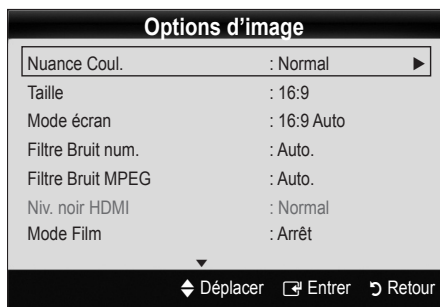 Options d'image
Nuance Coul. : Normal
Taille : 16:9
Mode écran : 16:9 Auto
Filtre Bruit num. : Auto.
Filtre Bruit MPEG : Auto.
Niv. noir HDMI : Normal
Mode Film : Arrêt
Déplacer Entrer Retour